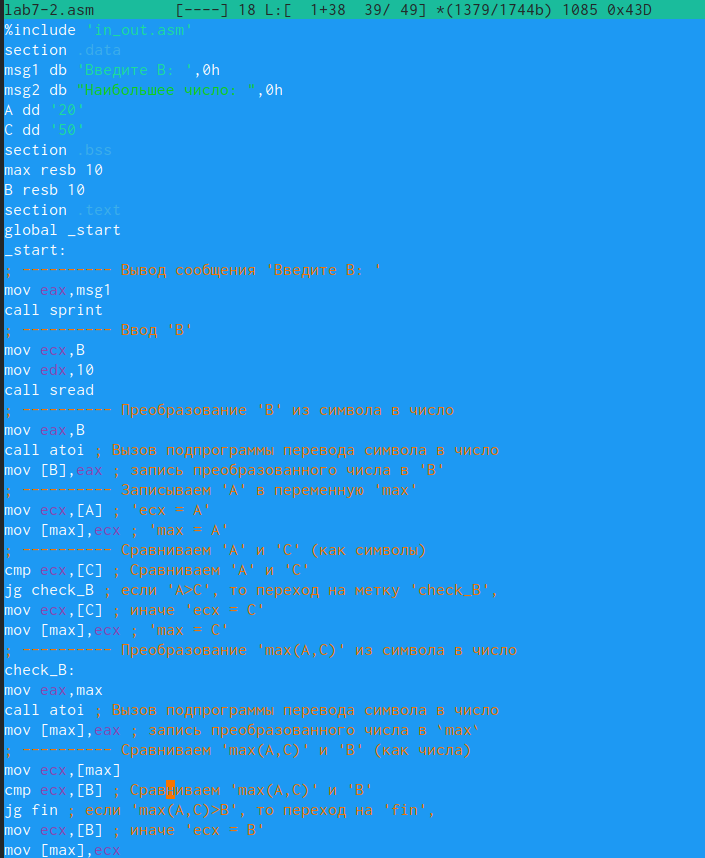 lab7-2.asm [----] 18 L:[ 1+38 39/ 49] *(1379/1744b) 1085 0x43D
%include 'in_out.asm'
section .data
msg1 db 'Введите B: ',0h
msg2 db "Наибольшее число: ",0h
A dd '20'
C dd '50'
section .bss
max resb 10
B resb 10
section .text
global _start
_start:
; ---------- Вывод сообщения 'Введите B: '
mov eax,msg1
call sprint
; ---------- Ввод 'B'
mov ecx,B
mov edx,10
call sread
; ---------- Преобразование 'B' из символа в число
mov eax,B
call atoi ; Вызов подпрограммы перевода символа в число
mov [B],eax ; запись преобразованного числа в 'B'
; ---------- Записываем 'A' в переменную 'max'
mov ecx,[A] ; 'ecx = A'
mov [max],ecx ; 'max = A'
; ---------- Сравниваем 'A' и 'C' (как символы)
cmp ecx,[C] ; Сравниваем 'A' и 'C'
jg check_B ; если 'A>C', то переход на метку 'check_B',
mov ecx,[C] ; иначе 'ecx = C'
mov [max],ecx ; 'max = C'
; ---------- Преобразование 'max(A,C)' из символа в число
check_B:
mov eax,max
call atoi ; Вызов подпрограммы перевода символа в число
mov [max],eax ; запись преобразованного числа в `max`
; ---------- Сравниваем 'max(A,C)' и 'B' (как числа)
mov ecx,[max]
cmp ecx,[B] ; Сравниваем 'max(A,C)' и 'B'
jg fin ; если 'max(A,C)>B', то переход на 'fin',
mov ecx,[B] ; иначе 'ecx = B'
mov [max],ecx